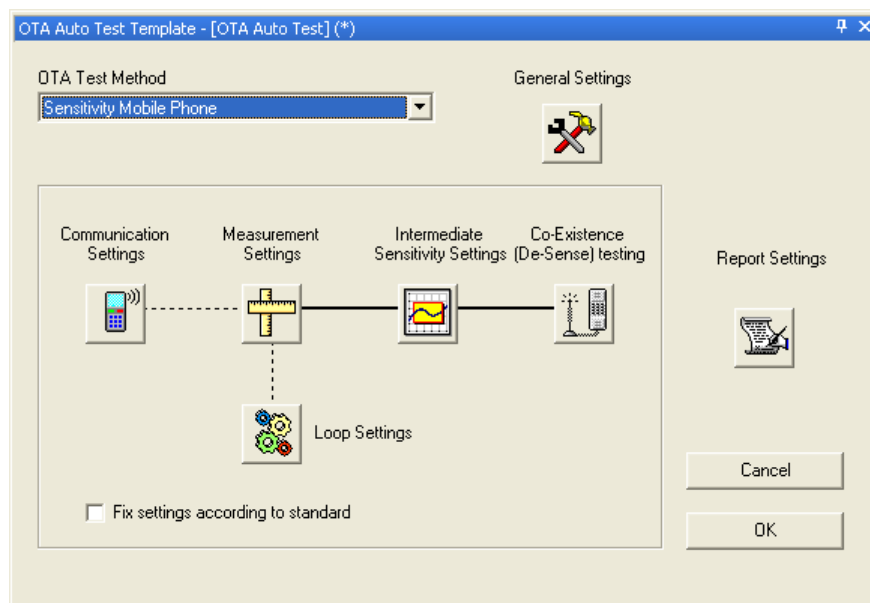 OTA Auto Test Template - [OTA Auto Test] (*)
OTA Test Method
General Settings
Sensitivity Mobile Phone
Communication
Settings
Measurement
Settings
Intermediate
Sensitivity Settings
Co-Existence
(De-Sense) testing
Report Settings
Loop Settings
Cancel
Fix settings according to standard
OK